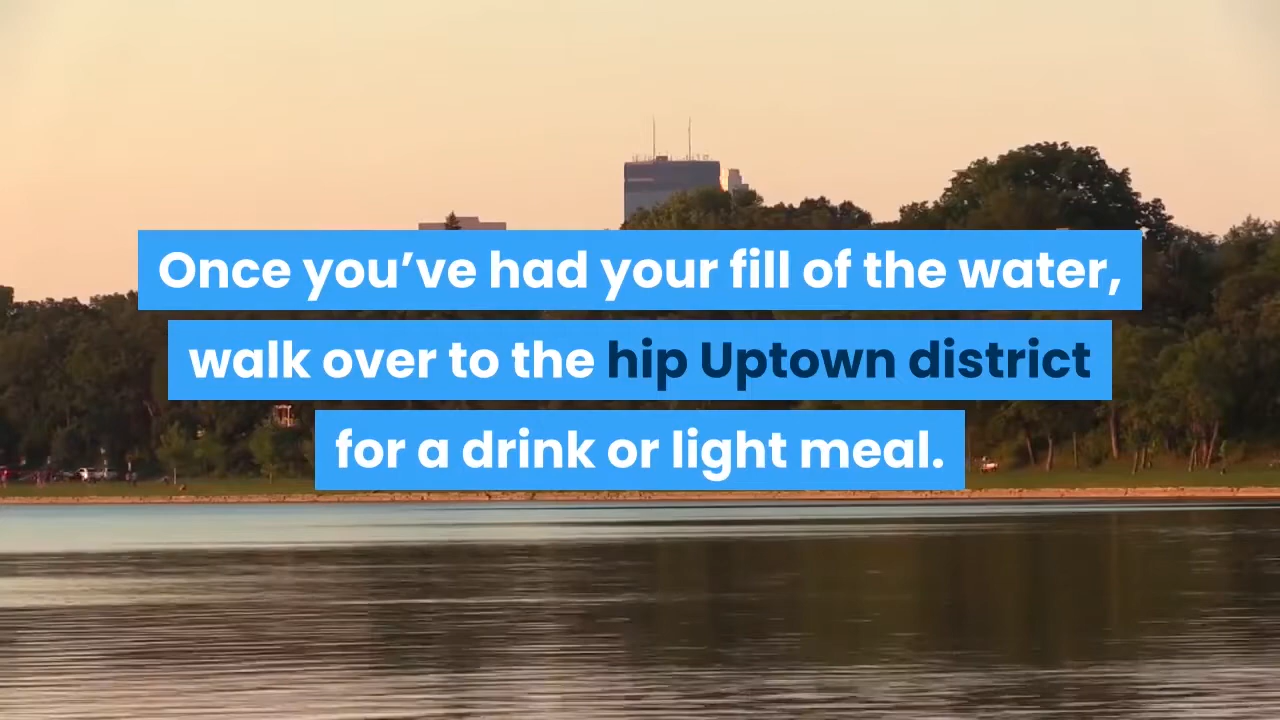 Once you’ve had your fill of the water,
walk over to the hip Uptown district
for a drink or light meal.